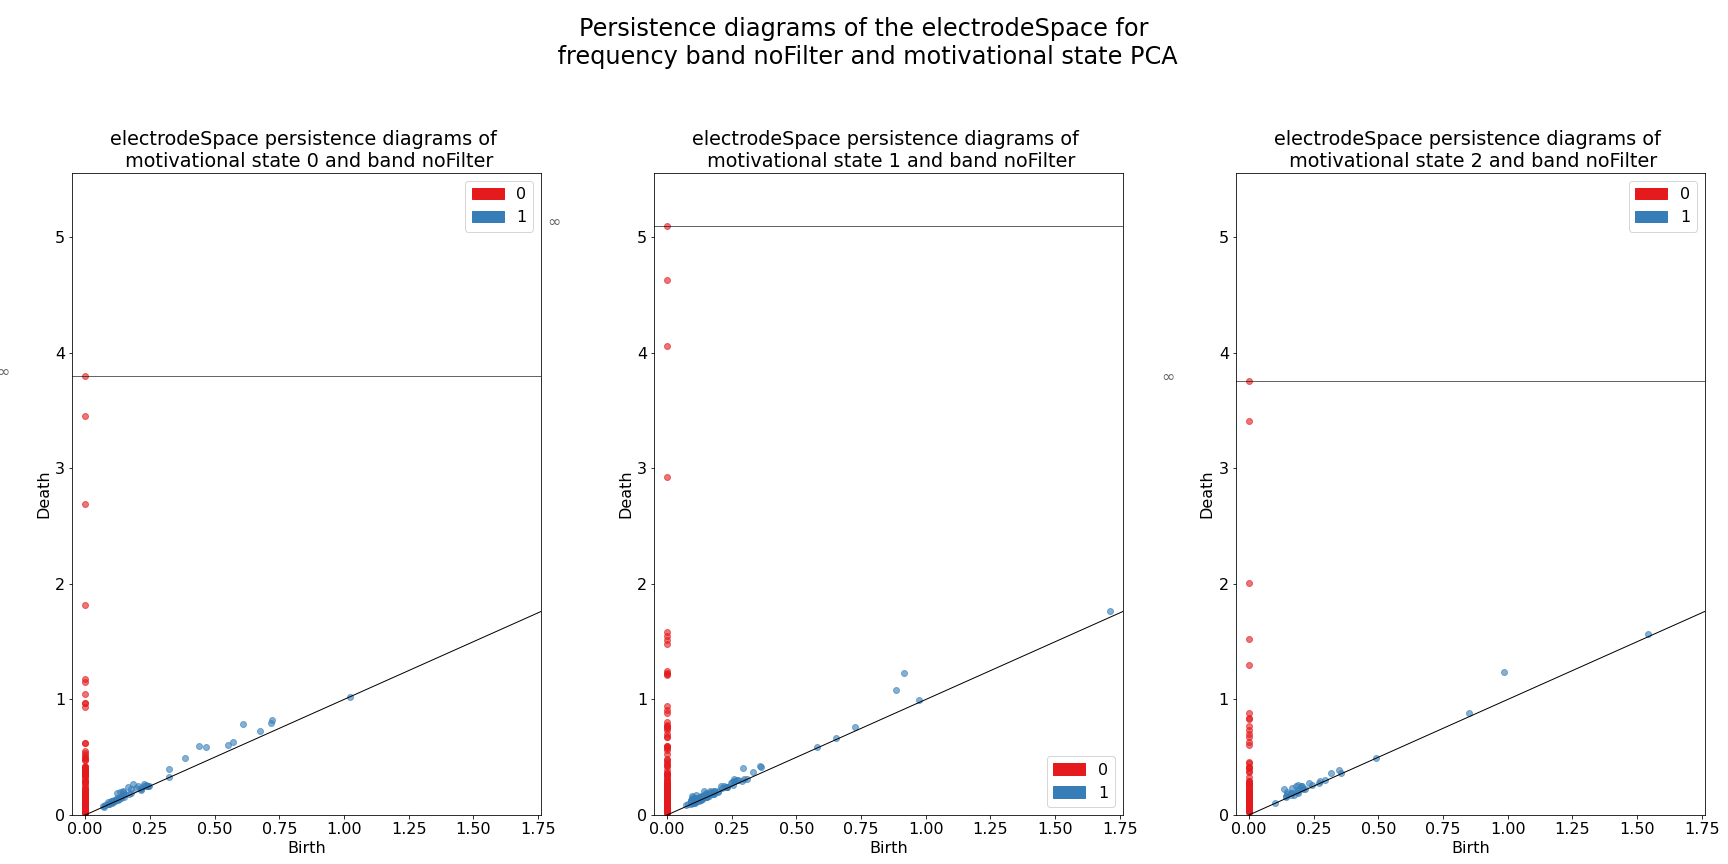 Persistence diagrams of the electrodeSpace for
frequency band noFilter and motivational state PCA
electrodeSpace persistence diagrams of
motivational state 0 and band noFilter
0
1
∞
5
4
3
2
1
0
Death
0.00 0.25 0.50 0.75 1.00 1.25 1.50 1.75
Birth
electrodeSpace persistence diagrams of
motivational state 1 and band noFilter
∞
5
4
3
2
1
0
Death
0
1
0.00 0.25 0.50 0.75 1.00 1.25 1.50 1.75
Birth
electrodeSpace persistence diagrams of
motivational state 2 and band noFilter
0
1
∞
5
4
3
2
1
0
Death
0.00 0.25 0.50 0.75 1.00 1.25 1.50 1.75
Birth